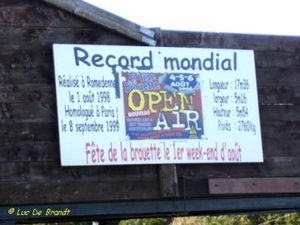 Record mondial
Réalisé à Romedenne
le 1 août 1998
Homologué à Paris
le 8 septembre 1999
4-5-6
AOÛT
OPEN
AIR
NOUVEAU
Longueur : 17m36
largeur : 5m16
Hauteur : 5m04
Poids :
Fête de la brouette le 1er week-end d'août
© Luc De Brandt